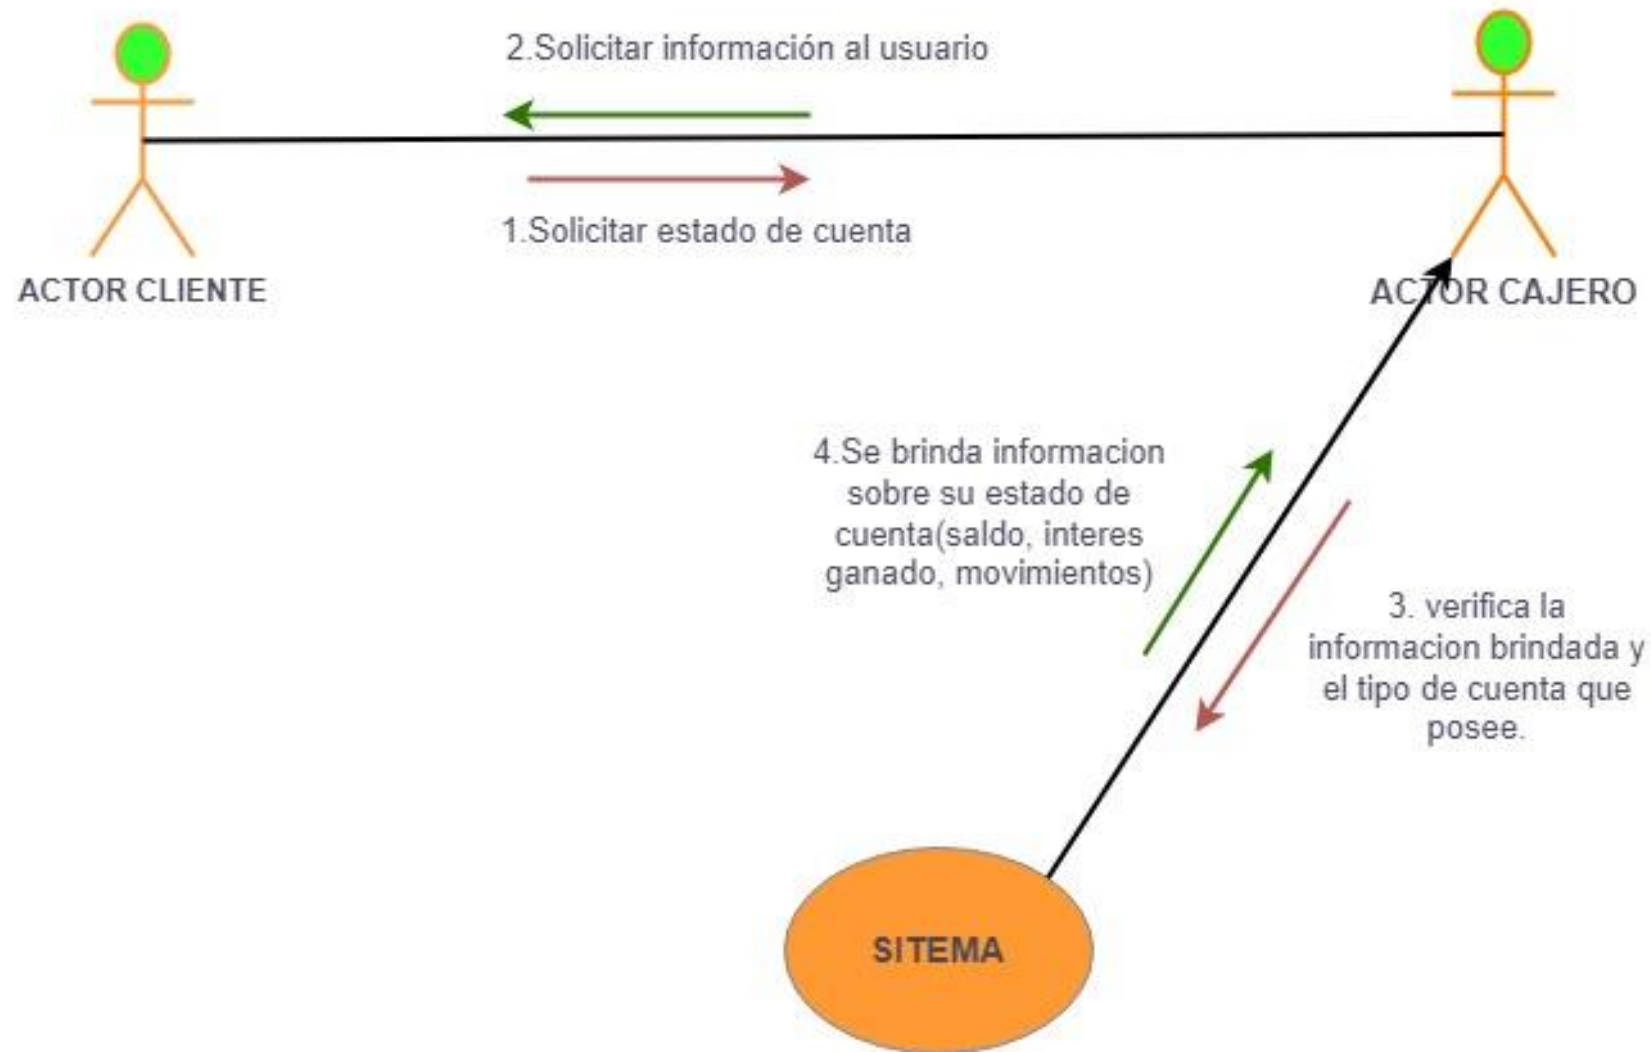 2.Solicitar información al usuario
1.Solicitar estado de cuenta
ACTOR CLIENTE
ACTOR CAJERO
4.Se brinda informacion
sobre su estado de
cuenta(saldo, interes
ganado, movimientos)
3. verifica la
informacion brindada y
el tipo de cuenta que
posee.
SITEMA